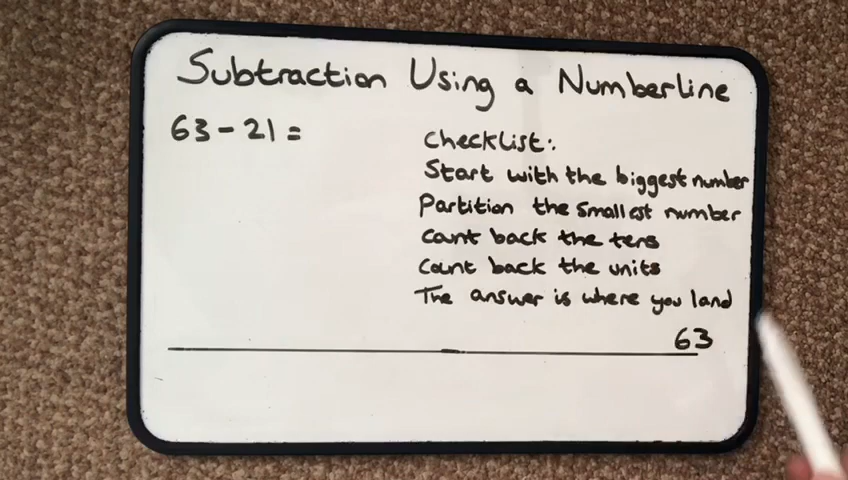 Subtraction Using a Numberline
63 - 21 =
Checklist:
Start with the biggest number
Partition the smallest number
Count back the tens
Count back the units
The answer is where you land
63